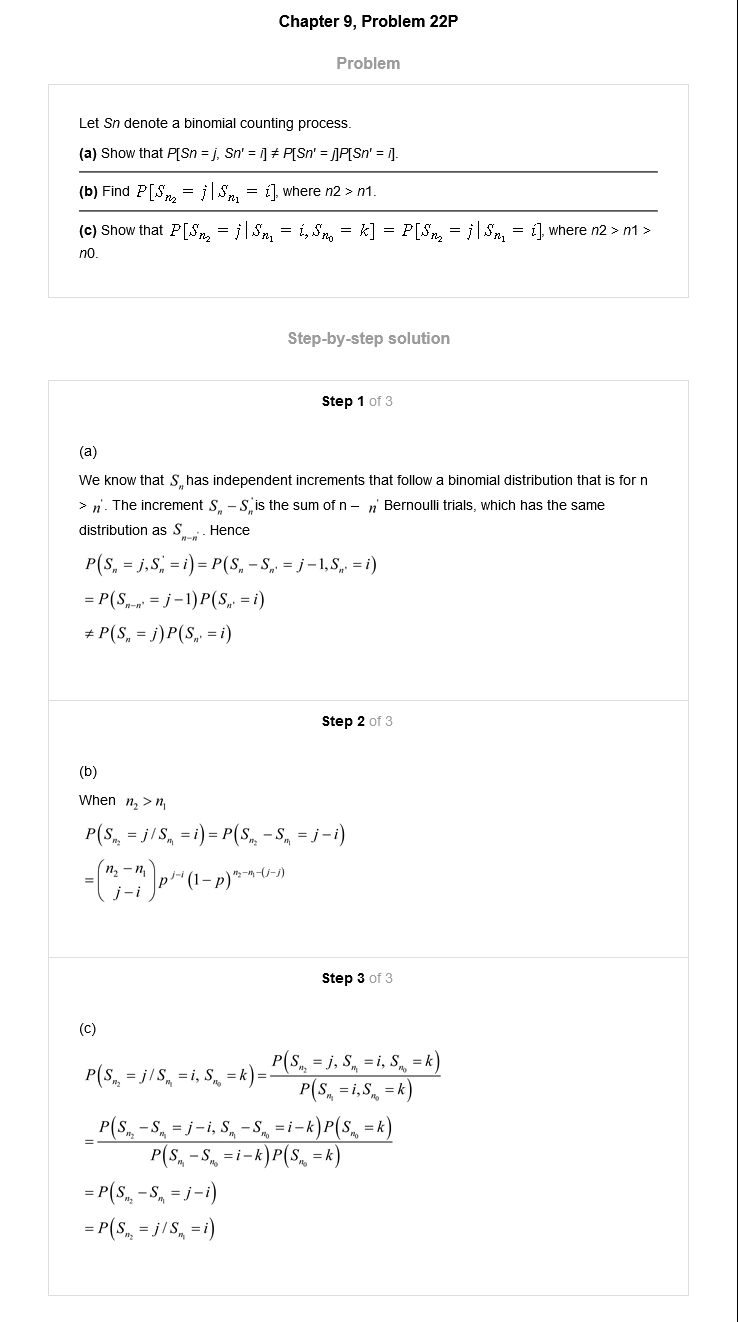 Chapter 9, Problem 22P
Problem
Let Sn denote a binomial counting process.
(a) Show that P[Sn = j, Sn' = i] ≠ P[Sn' = j]P[Sn' = i].
(b) Find P[S_{n_2} = j | S_{n_1} = i], where n2 > n1.
(c) Show that P[S_{n_2} = j | S_{n_1} = i, S_{n_0} = k] = P[S_{n_2} = j | S_{n_1} = i], where n2 > n1 >
n0.
Step-by-step solution
Step 1 of 3
(a)
We know that S_n has independent increments that follow a binomial distribution that is for n
> n'. The increment S_n − S_n' is the sum of n − n' Bernoulli trials, which has the same
distribution as S_{n−n'}. Hence
P(S_n = j, S_n' = i) = P(S_n − S_{n'} = j − 1, S_{n'} = i)
= P(S_{n−n'} = j − 1) P(S_{n'} = i)
≠ P(S_n = j) P(S_{n'} = i)
Step 2 of 3
(b)
When n_2 > n_1
P(S_{n_2} = j / S_{n_1} = i) = P(S_{n_2} − S_{n_1} = j − i)
= \binom{n_2 − n_1}{j − i} p^{j−i} (1 − p)^{n_2−n_1−(j−j)}
Step 3 of 3
(c)
P(S_{n_2} = j / S_{n_1} = i, S_{n_0} = k) = \frac{P(S_{n_2} = j, S_{n_1} = i, S_{n_0} = k)}{P(S_{n_1} = i, S_{n_0} = k)}
= \frac{P(S_{n_2} − S_{n_1} = j − i, S_{n_1} − S_{n_0} = i − k) P(S_{n_0} = k)}{P(S_{n_1} − S_{n_0} = i − k) P(S_{n_0} = k)}
= P(S_{n_2} − S_{n_1} = j − i)
= P(S_{n_2} = j / S_{n_1} = i)